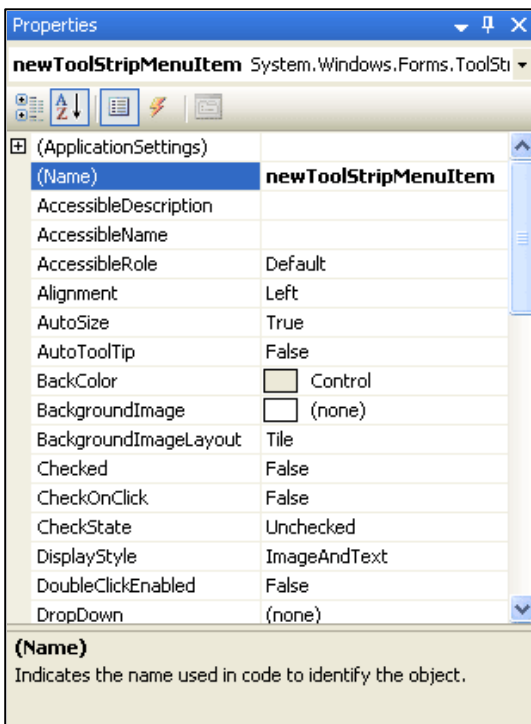 Properties
newToolStripMenuItem System.Windows.Forms.ToolStr
(ApplicationSettings)
(Name) newToolStripMenuItem
AccessibleDescription
AccessibleName
AccessibleRole Default
Alignment Left
AutoSize True
AutoToolTip False
BackColor Control
BackgroundImage (none)
BackgroundImageLayout Tile
Checked False
CheckOnClick False
CheckState Unchecked
DisplayStyle ImageAndText
DoubleClickEnabled False
DropDown (none)
(Name)
Indicates the name used in code to identify the object.